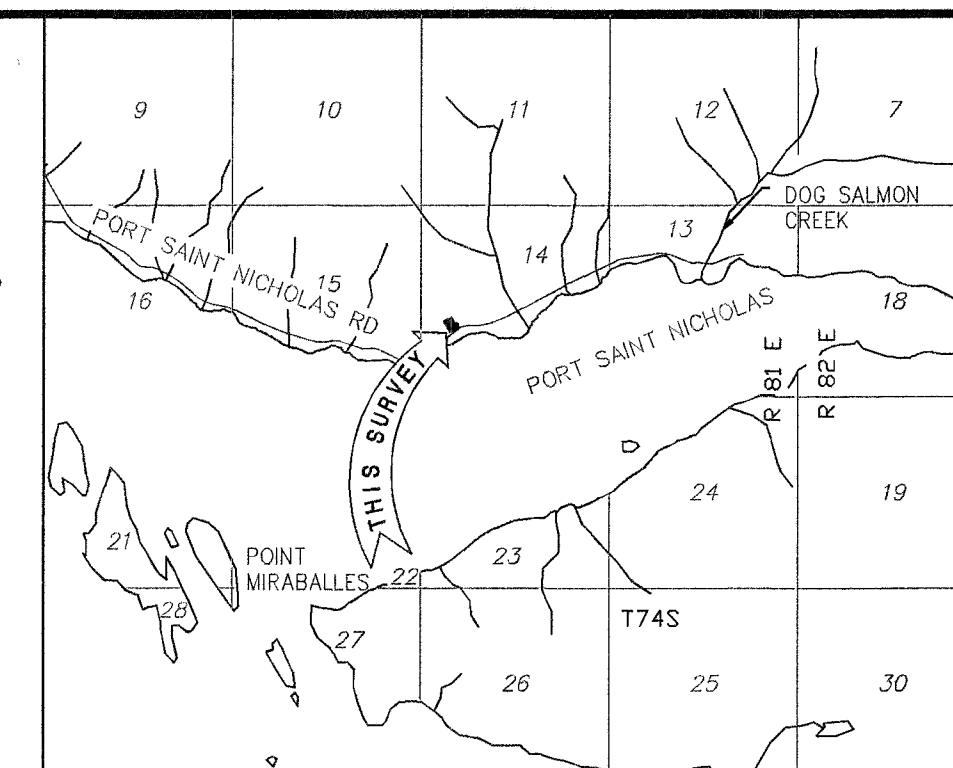 9
10
11
12
7
DOG SALMON
CREEK
PORT SAINT NICHOLAS RD
13
14
15
16
18
PORT SAINT NICHOLAS
R 81 E
R 82 E
THIS SURVEY
24
19
21
23
POINT
MIRABALLES
22
28
T74S
27
26
25
30